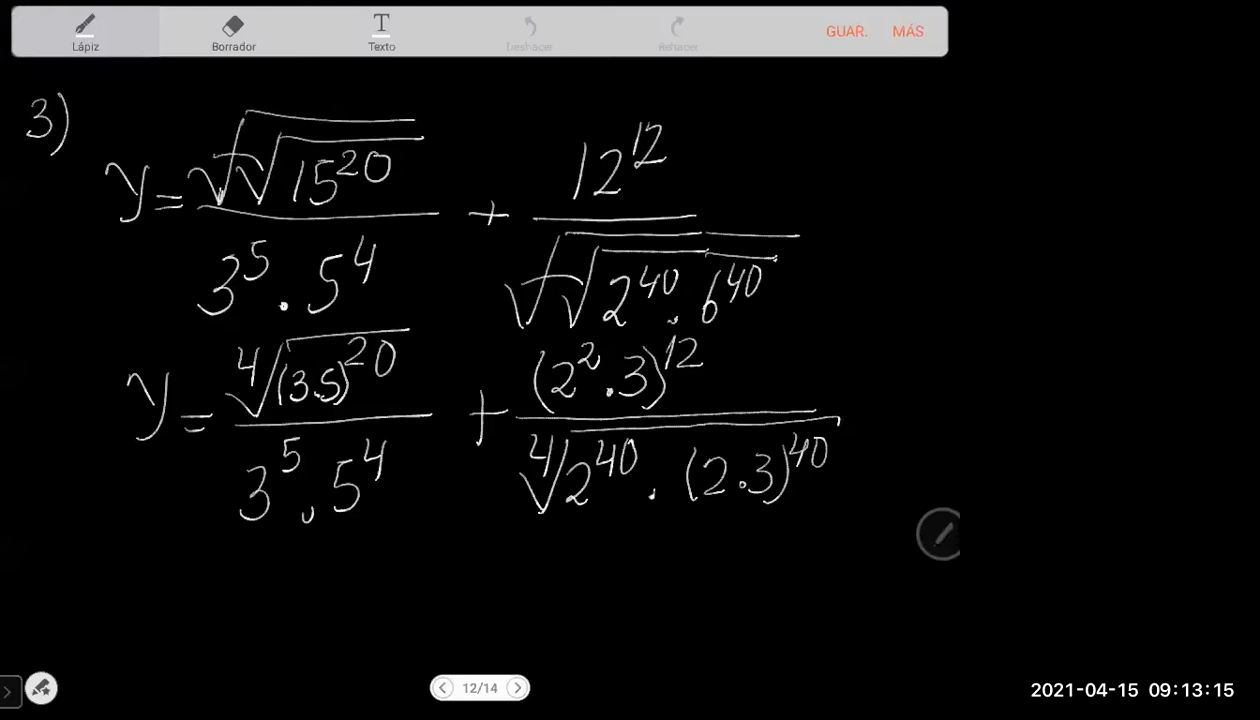 Lápiz Borrador Texto Deshacer Rehacer GUAR. MÁS
3)
y = √√15²⁰ / 3⁵ . 5⁴ + 12¹² / √√2⁴⁰ . 6⁴⁰
y = ⁴√(3.5)²⁰ / 3⁵ . 5⁴ + (2² . 3)¹² / ⁴√2⁴⁰ . (2.3)⁴⁰
12/14
2021-04-15 09:13:15